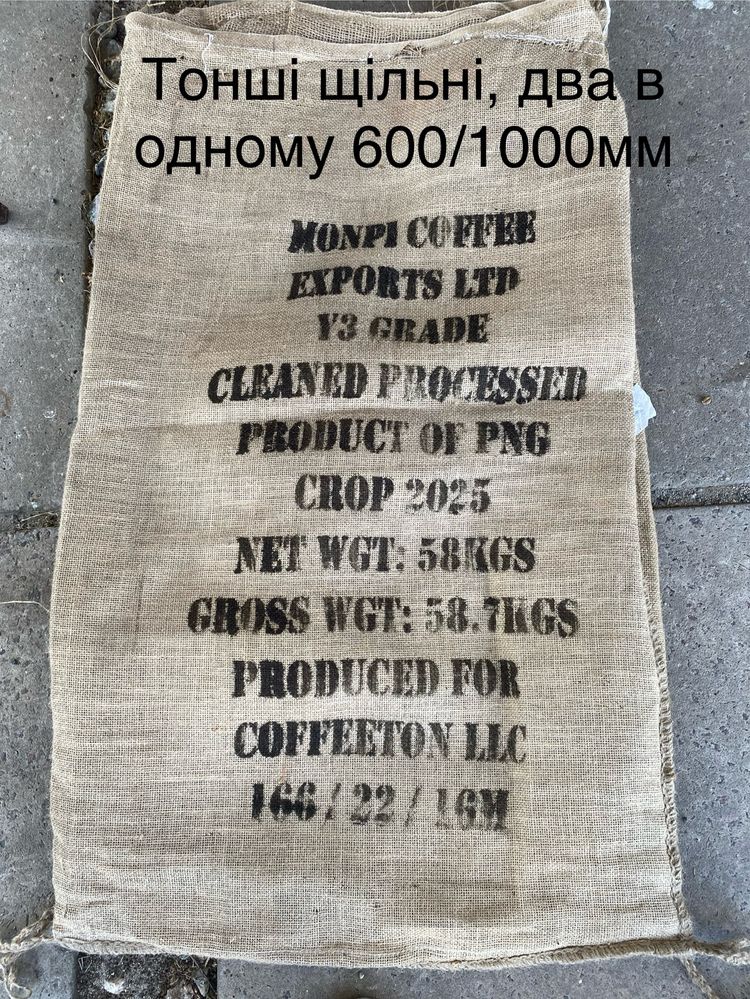 Тонші щільні, два в
одному 600/1000мм
MONPI COFFEE
EXPORTS LTD
Y3 GRADE
CLEANED PROCESSED
PRODUCT OF PNG
CROP 2025
NET WGT: 58KGS
GROSS WGT: 58.7KGS
PRODUCED FOR
COFFEETON LLC
166 / 22 / 16M